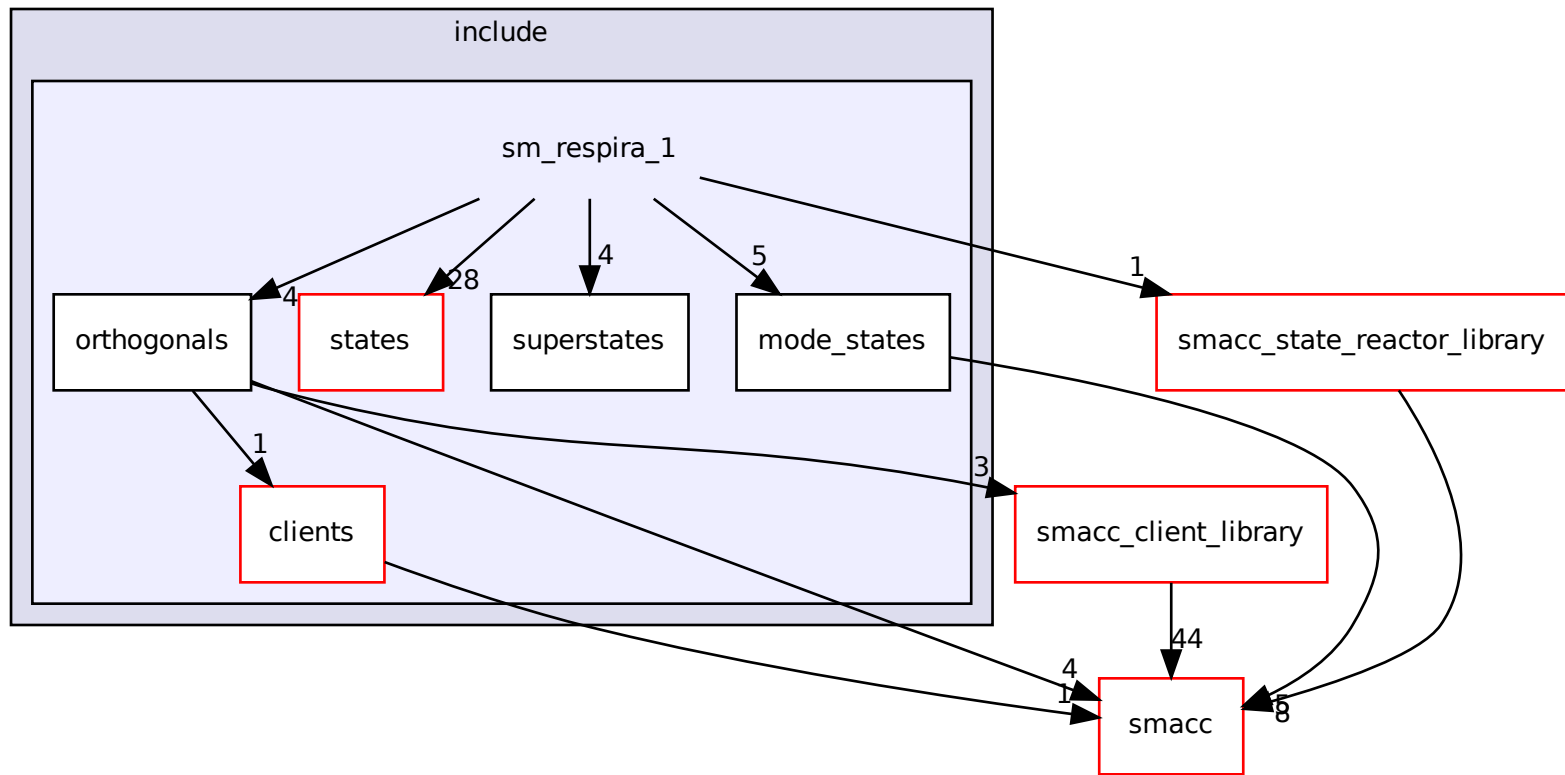 include
sm_respira_1
5
4
1
28
4
orthogonals
states
superstates
mode_states
smacc_state_reactor_library
1
3
clients
smacc_client_library
44
4
1
5
8
smacc